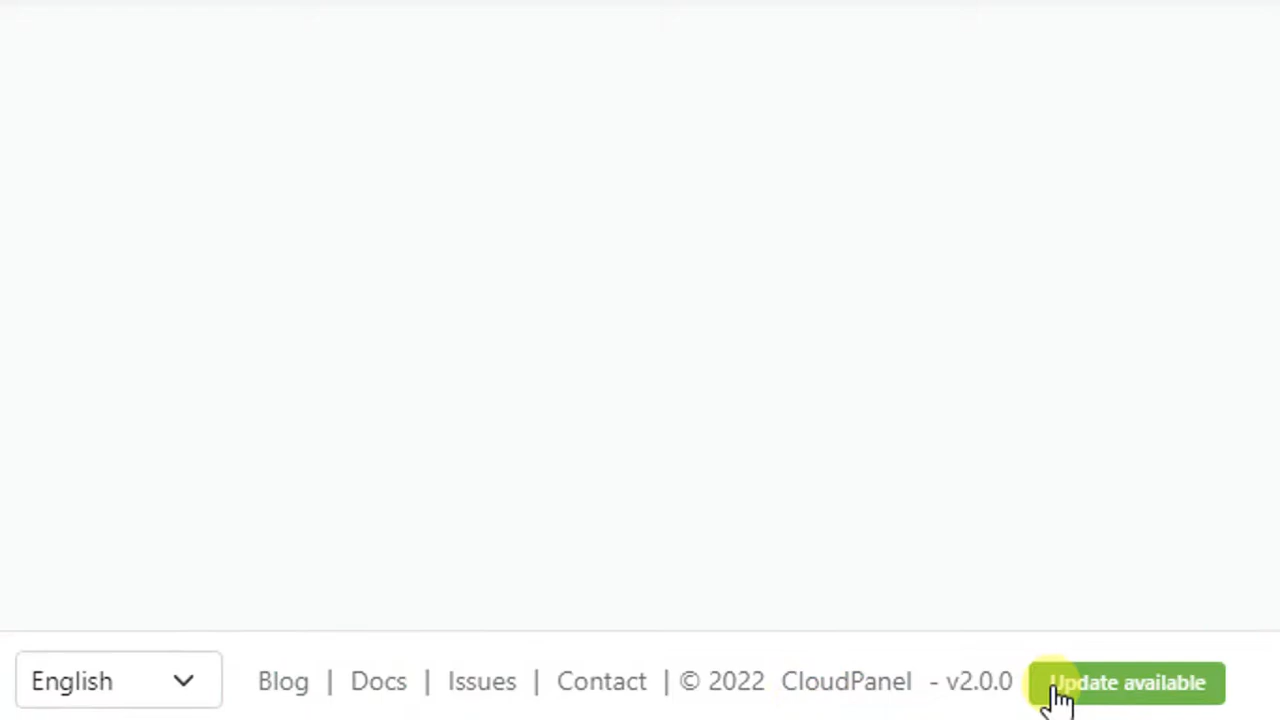 English Blog | Docs | Issues | Contact | © 2022 CloudPanel - v2.0.0 Update available